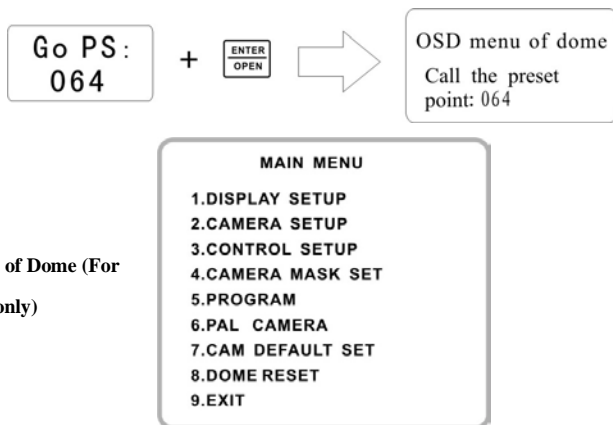 Go PS:
064
+
ENTER
OPEN
OSD menu of dome
Call the preset
point: 064
MAIN MENU
1.DISPLAY SETUP
2.CAMERA SETUP
3.CONTROL SETUP
4.CAMERA MASK SET
5.PROGRAM
6.PAL CAMERA
7.CAM DEFAULT SET
8.DOME RESET
9.EXIT
of Dome (For
only)